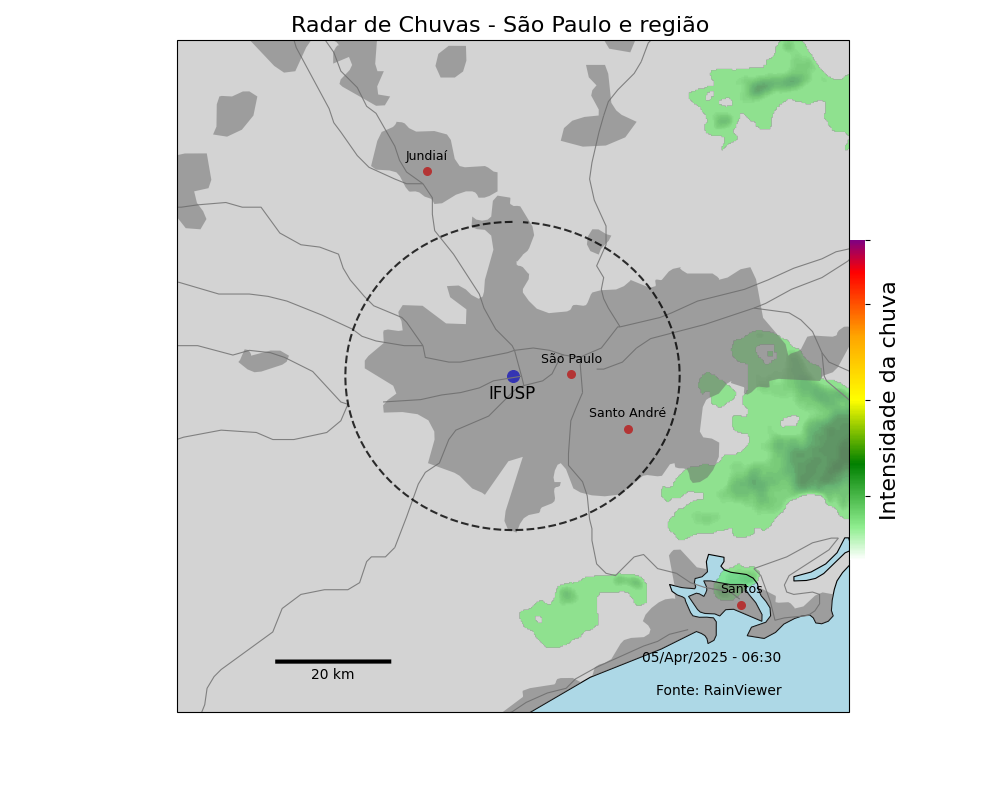 Radar de Chuvas - São Paulo e região
Jundiaí
São Paulo
IFUSP
Santo André
Santos
05/Apr/2025 - 06:30
20 km
Fonte: RainViewer
Intensidade da chuva